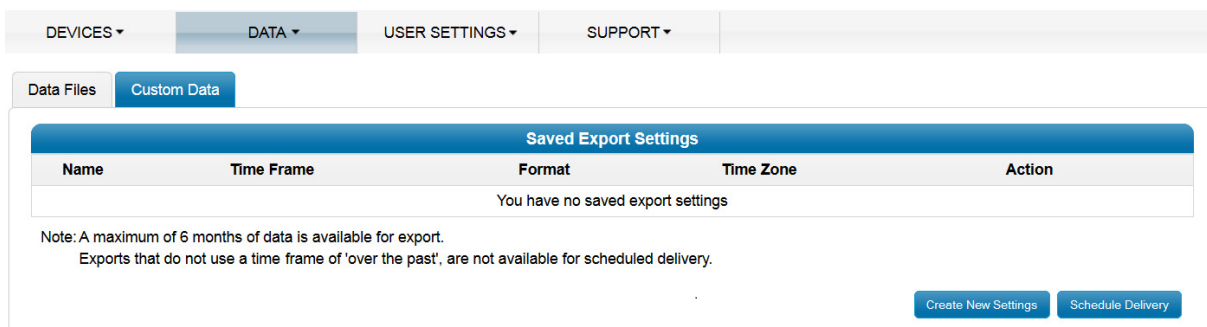 DEVICES DATA USER SETTINGS SUPPORT
Data Files Custom Data
Saved Export Settings
Name Time Frame Format Time Zone Action
You have no saved export settings
Note: A maximum of 6 months of data is available for export.
Exports that do not use a time frame of 'over the past', are not available for scheduled delivery.
Create New Settings Schedule Delivery